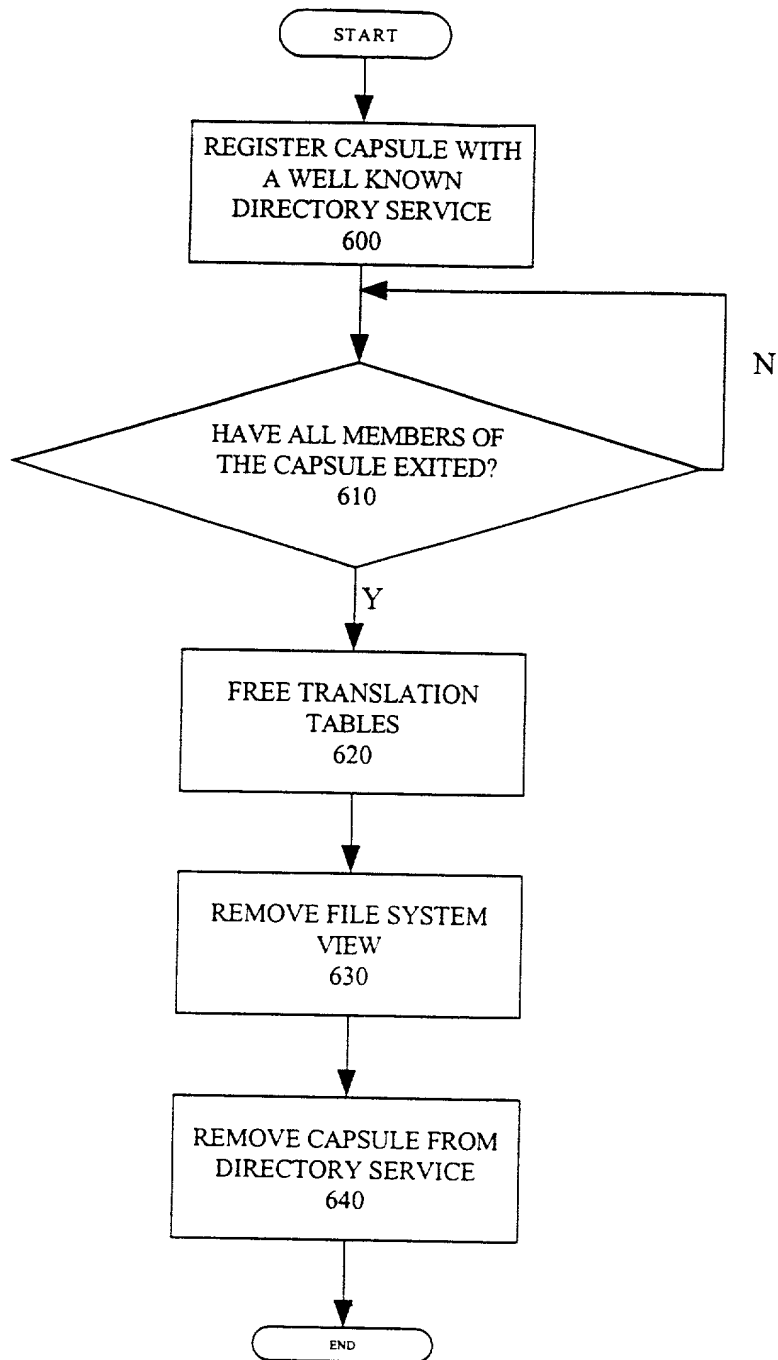 START
REGISTER CAPSULE WITH
A WELL KNOWN
DIRECTORY SERVICE
600
N
HAVE ALL MEMBERS OF
THE CAPSULE EXITED?
610
Y
FREE TRANSLATION
TABLES
620
REMOVE FILE SYSTEM
VIEW
630
REMOVE CAPSULE FROM
DIRECTORY SERVICE
640
END